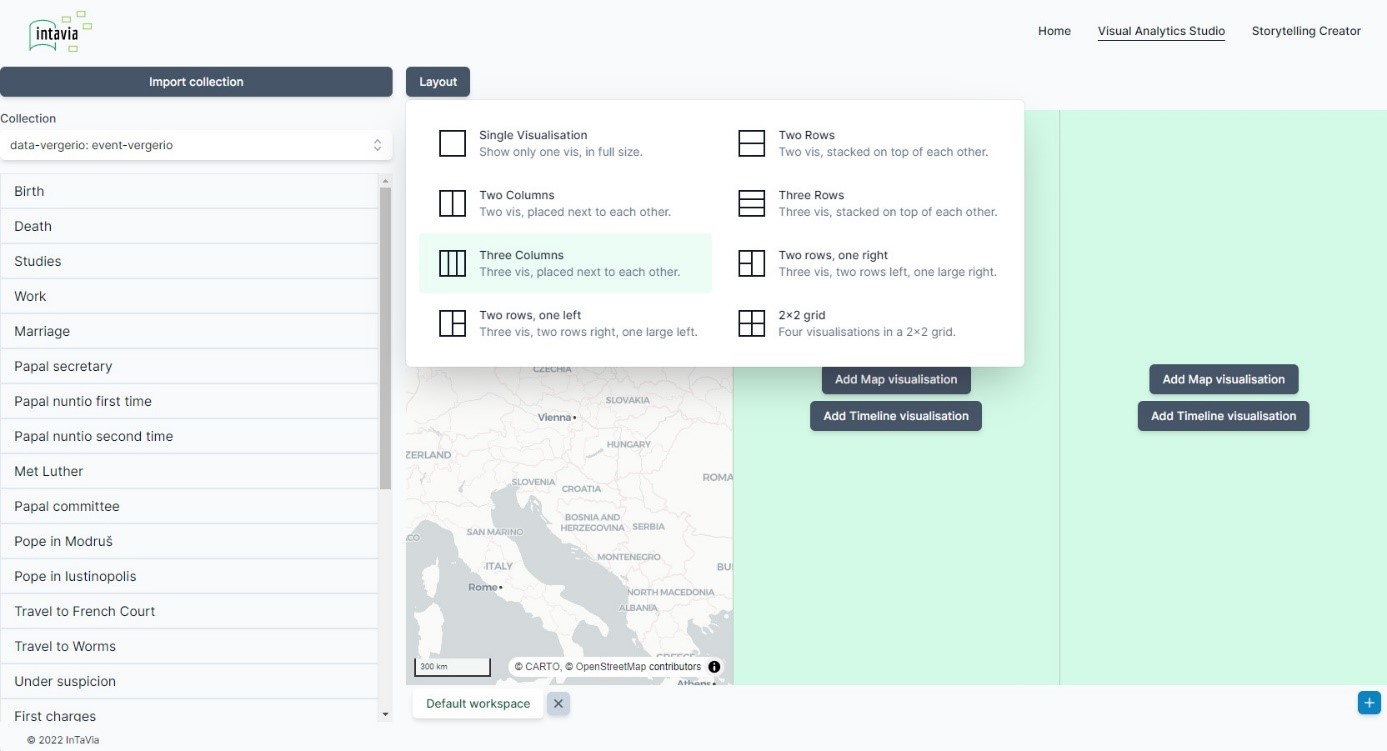 intavia
Home
Visual Analytics Studio
Storytelling Creator
Import collection
Layout
Collection
data-vergerio: event-vergerio
Birth
Death
Studies
Work
Marriage
Papal secretary
Papal nuntio first time
Papal nuntio second time
Met Luther
Papal committee
Pope in Modruš
Pope in Iustinopolis
Travel to French Court
Travel to Worms
Under suspicion
First charges
© 2022 InTaVia
Single Visualisation
Show only one vis, in full size.
Two Rows
Two vis, stacked on top of each other.
Two Columns
Two vis, placed next to each other.
Three Rows
Three vis, stacked on top of each other.
Three Columns
Three vis, placed next to each other.
Two rows, one right
Three vis, two rows left, one large right.
Two rows, one left
Three vis, two rows right, one large left.
2×2 grid
Four visualisations in a 2×2 grid.
CZECHIA
SLOVAKIA
Vienna
HUNGARY
ZERLAND
ROMA
SLOVENIA
CROATIA
BOSNIA AND
HERZEGOVINA
SERBIA
SAN MARINO
CO
MONTENEGRO
ITALY
BU
Rome
NORTH MACEDONIA
ALBANIA
GREECE
Athens
300 km
© CARTO, © OpenStreetMap contributors
Add Map visualisation
Add Timeline visualisation
Add Map visualisation
Add Timeline visualisation
Default workspace